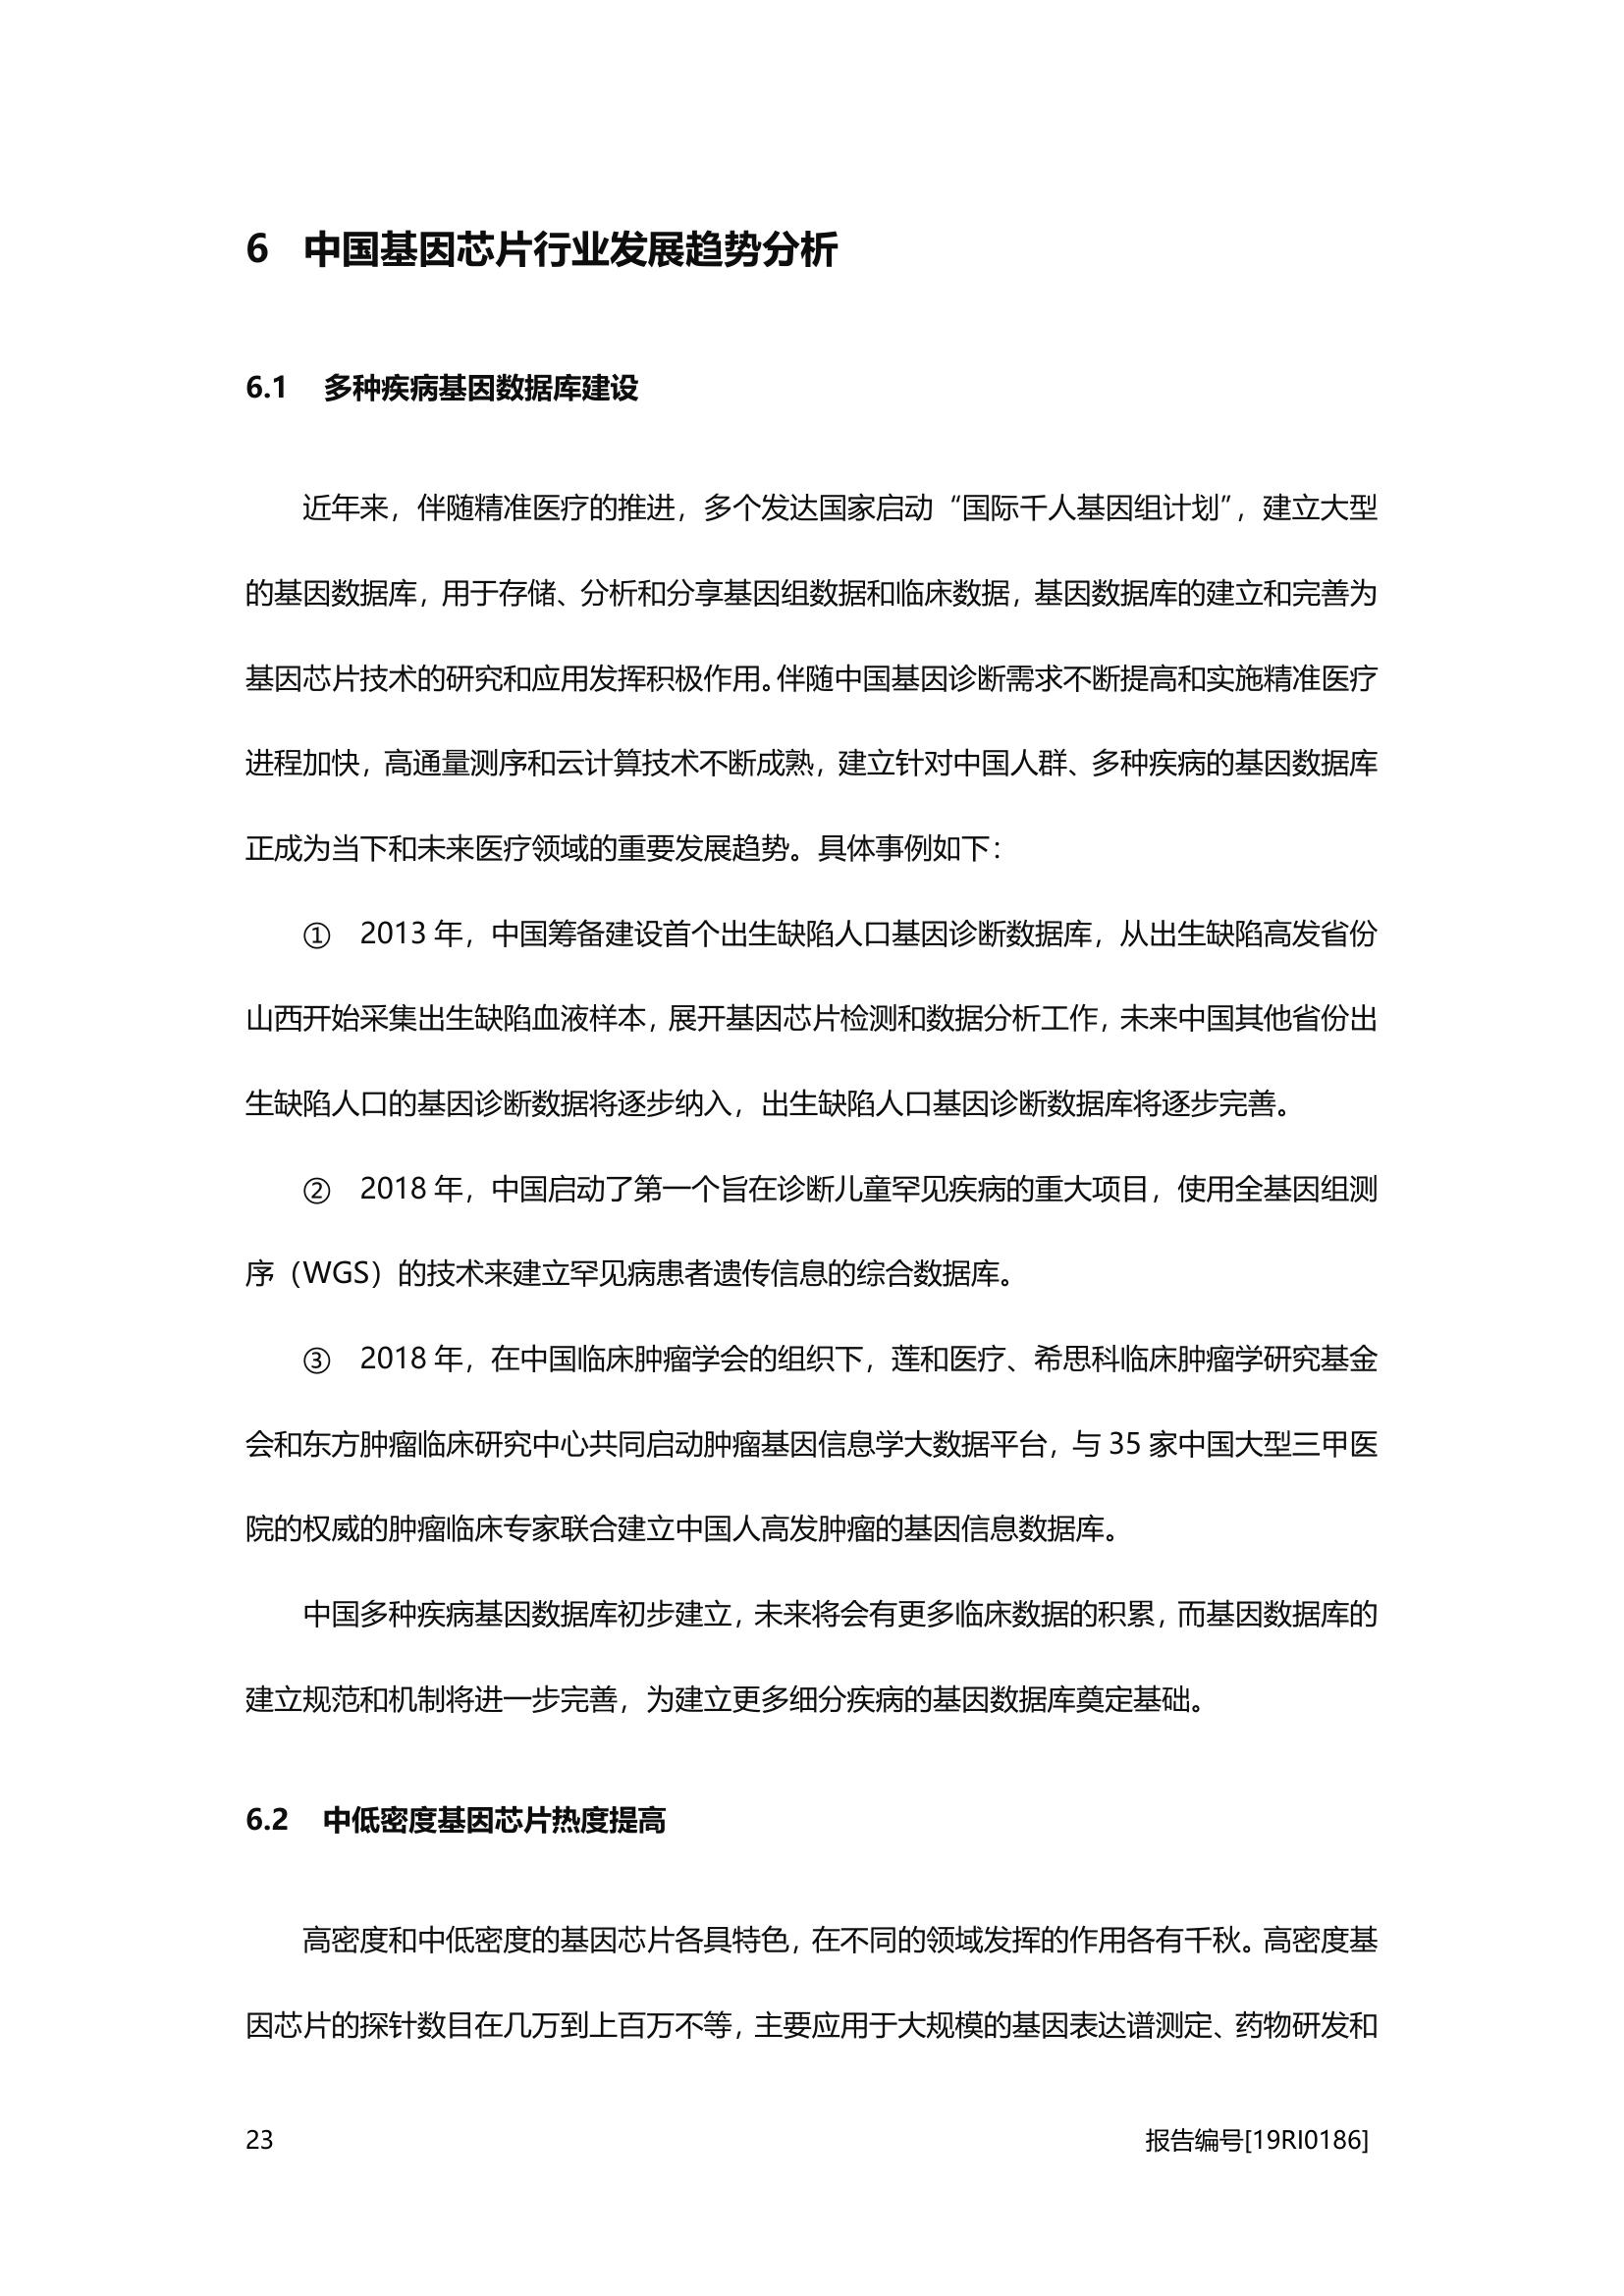 6 中国基因芯片行业发展趋势分析
6.1 多种疾病基因数据库建设
近年来，伴随精准医疗的推进，多个发达国家启动“国际千人基因组计划”，建立大型
的基因数据库，用于存储、分析和分享基因组数据和临床数据，基因数据库的建立和完善为
基因芯片技术的研究和应用发挥积极作用。伴随中国基因诊断需求不断提高和实施精准医疗
进程加快，高通量测序和云计算技术不断成熟，建立针对中国人群、多种疾病的基因数据库
正成为当下和未来医疗领域的重要发展趋势。具体事例如下：
① 2013 年，中国筹备建设首个出生缺陷人口基因诊断数据库，从出生缺陷高发省份
山西开始采集出生缺陷血液样本，展开基因芯片检测和数据分析工作，未来中国其他省份出
生缺陷人口的基因诊断数据将逐步纳入，出生缺陷人口基因诊断数据库将逐步完善。
② 2018 年，中国启动了第一个旨在诊断儿童罕见疾病的重大项目，使用全基因组测
序（WGS）的技术来建立罕见病患者遗传信息的综合数据库。
③ 2018 年，在中国临床肿瘤学会的组织下，莲和医疗、希思科临床肿瘤学研究基金
会和东方肿瘤临床研究中心共同启动肿瘤基因信息学大数据平台，与 35 家中国大型三甲医
院的权威的肿瘤临床专家联合建立中国人高发肿瘤的基因信息数据库。
中国多种疾病基因数据库初步建立，未来将会有更多临床数据的积累，而基因数据库的
建立规范和机制将进一步完善，为建立更多细分疾病的基因数据库奠定基础。
6.2 中低密度基因芯片热度提高
高密度和中低密度的基因芯片各具特色，在不同的领域发挥的作用各有千秋。高密度基
因芯片的探针数目在几万到上百万不等，主要应用于大规模的基因表达谱测定、药物研发和
23 报告编号[19RI0186]